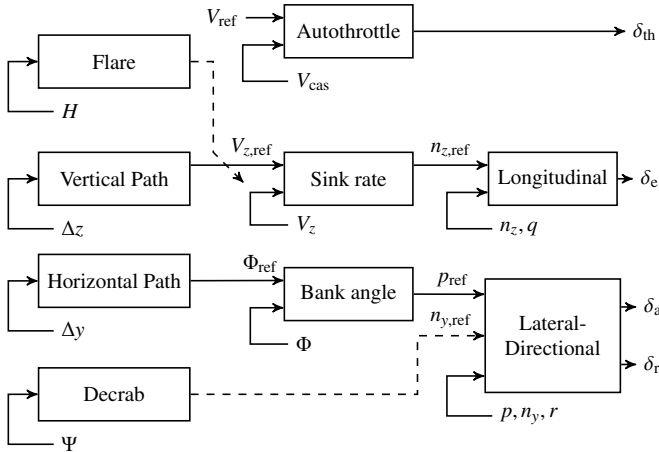 V_ref
Autothrottle
δ_th
V_cas
Flare
H
V_z,ref
n_z,ref
Vertical Path
Sink rate
Longitudinal
δ_e
Δz
V_z
n_z, q
Horizontal Path
Φ_ref
Bank angle
p_ref
δ_a
Δy
Φ
n_y,ref
Lateral-
Directional
δ_r
Decrab
p, n_y, r
Ψ